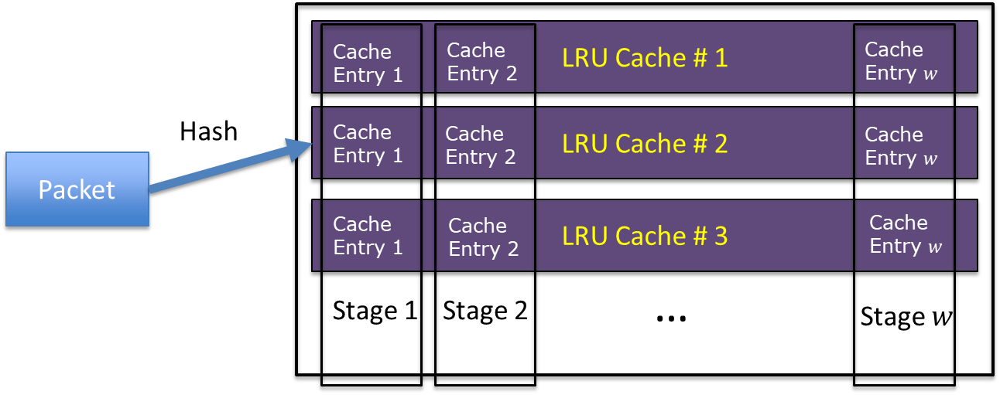 Cache
Entry 1
Cache
Entry 2
LRU Cache # 1
Cache
Entry w
Hash
Packet
Cache
Entry 1
Cache
Entry 2
LRU Cache # 2
Cache
Entry w
Cache
Entry 1
Cache
Entry 2
LRU Cache # 3
Cache
Entry w
Stage 1
Stage 2
...
Stage w